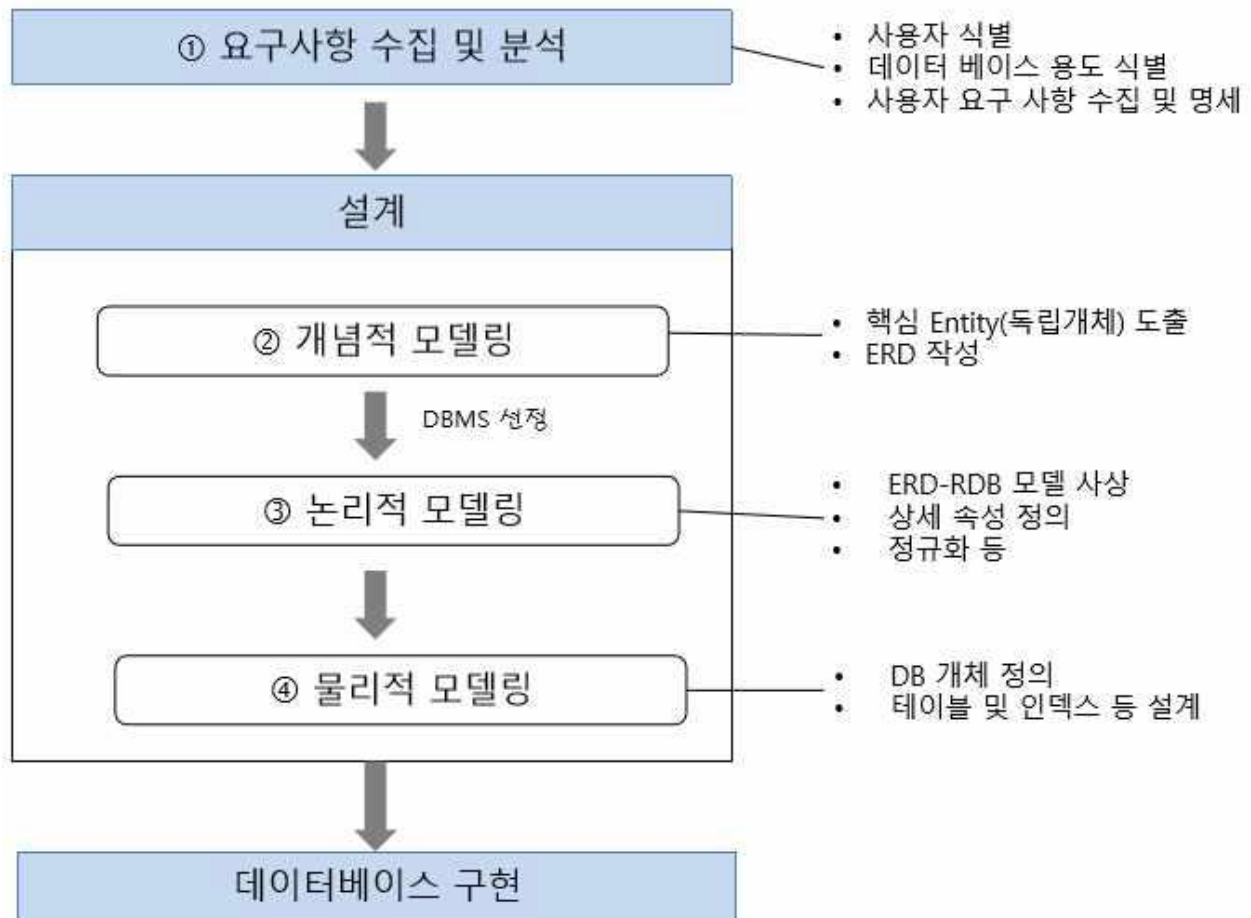 ① 요구사항 수집 및 분석
• 사용자 식별
• 데이터 베이스 용도 식별
• 사용자 요구 사항 수집 및 명세
설계
② 개념적 모델링
• 핵심 Entity(독립개체) 도출
• ERD 작성
DBMS 선정
③ 논리적 모델링
• ERD-RDB 모델 사상
• 상세 속성 정의
• 정규화 등
④ 물리적 모델링
• DB 개체 정의
• 테이블 및 인덱스 등 설계
데이터베이스 구현